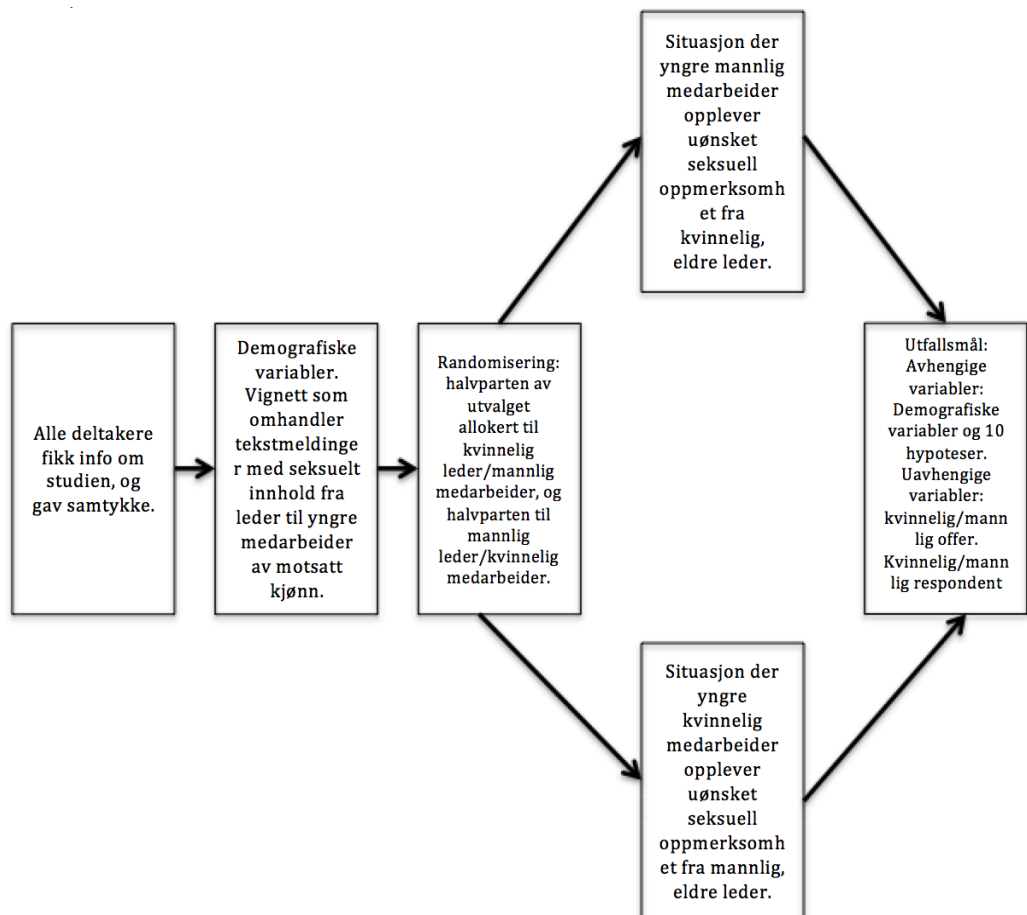 Alle deltakere
fikk info om
studien, og
gav samtykke.
Demografiske
variabler.
Vignett som
omhandler
tekstmeldinge
r med seksuelt
innhold fra
leder til yngre
medarbeider
av motsatt
kjønn.
Randomisering:
halvparten av
utvalget
allokert til
kvinnelig
leder/mannlig
medarbeider, og
halvparten til
mannlig
leder/kvinnelig
medarbeider.
Situasjon der
yngre mannlig
medarbeider
opplever
uønsket
seksuell
oppmerksomh
et fra
kvinnelig,
eldre leder.
Situasjon der
yngre
kvinnelig
medarbeider
opplever
uønsket
seksuell
oppmerksomh
et fra mannlig,
eldre leder.
Utfallsmål:
Avhengige
variabler:
Demografiske
variabler og 10
hypoteser.
Uavhengige
variabler:
kvinnelig/mann
lig offer.
Kvinnelig/mann
lig respondent